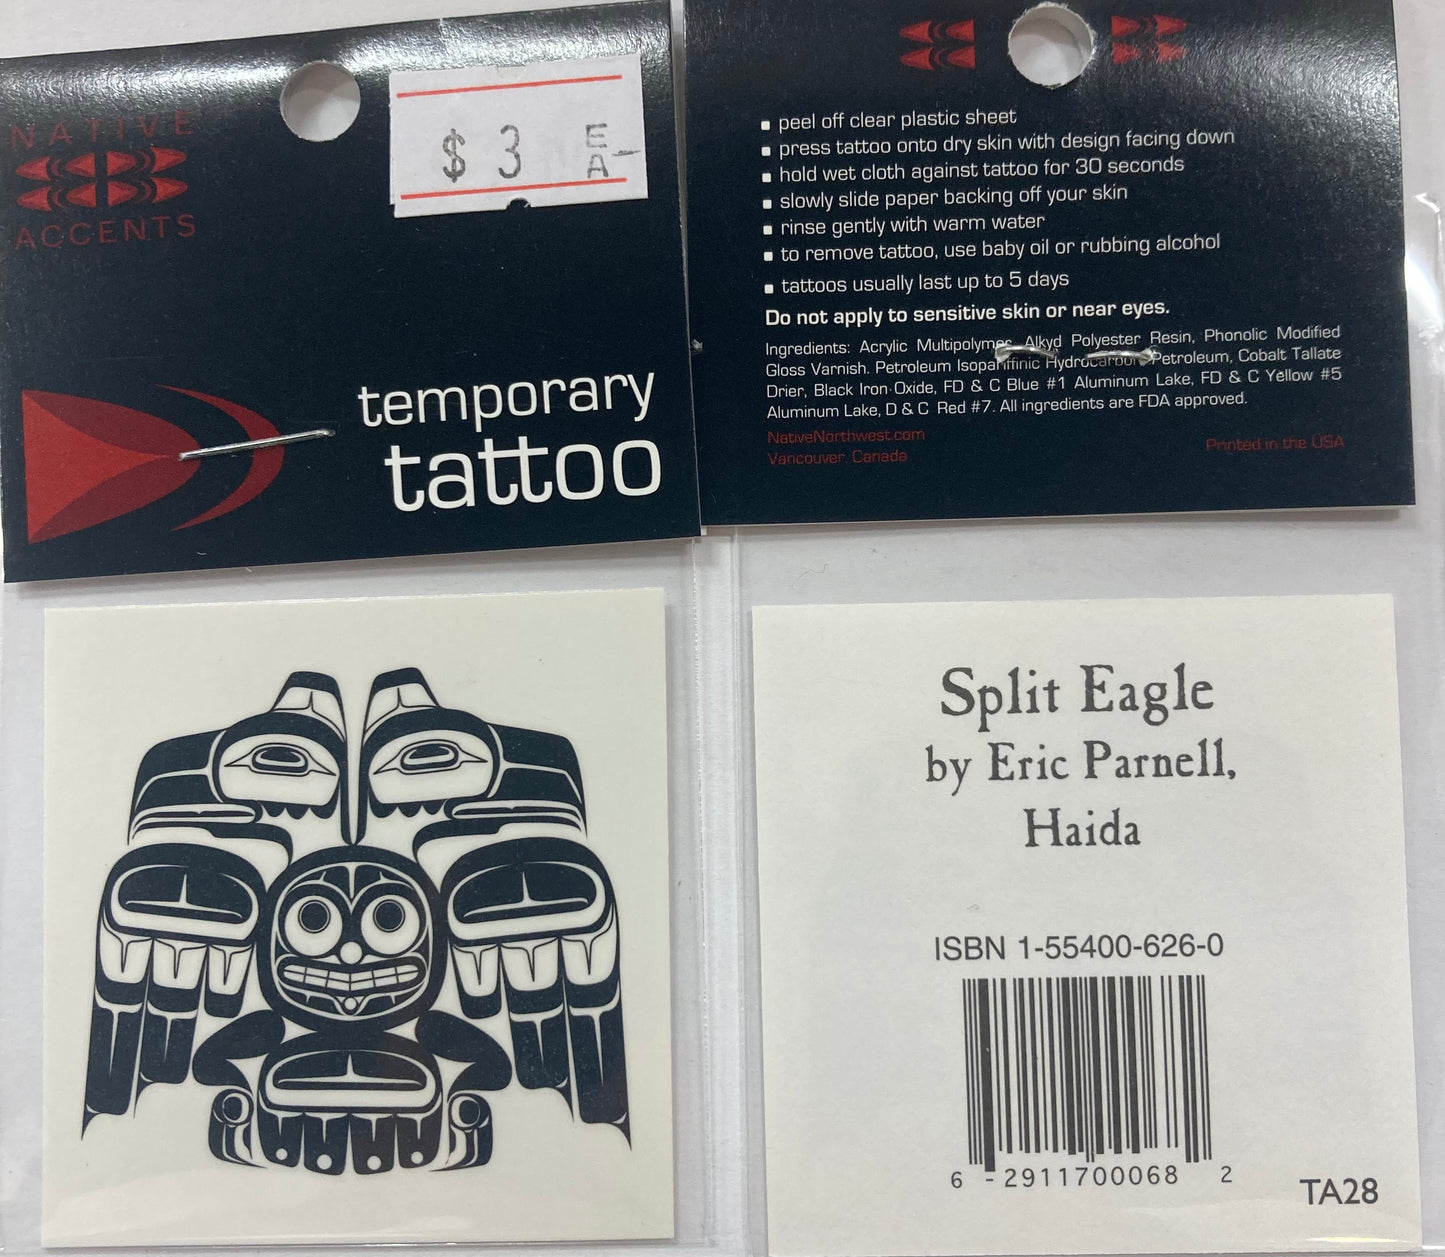 NATIVE
ACCENTS
$ 3 EA-
temporary
tattoo
▪ peel off clear plastic sheet
▪ press tattoo onto dry skin with design facing down
▪ hold wet cloth against tattoo for 30 seconds
▪ slowly slide paper backing off your skin
▪ rinse gently with warm water
▪ to remove tattoo, use baby oil or rubbing alcohol
▪ tattoos usually last up to 5 days
Do not apply to sensitive skin or near eyes.
Ingredients: Acrylic Multipolymer, Alkyd Polyester Resin, Phonolic Modified
Gloss Varnish. Petroleum Isopariffinic Hydrocarbon Petroleum, Cobalt Tallate
Drier, Black Iron Oxide, FD & C Blue #1 Aluminum Lake, FD & C Yellow #5
Aluminum Lake, D & C Red #7. All ingredients are FDA approved.
NativeNorthwest.com
Vancouver, Canada
Printed in the USA
Split Eagle
by Eric Parnell,
Haida
ISBN 1-55400-626-0
6 - 2911700068 2
TA28